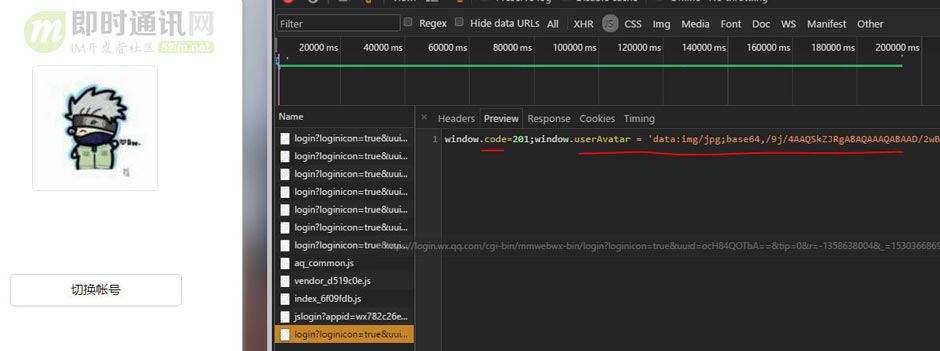 即时通讯网
IM开发者社区 52im.net
切换帐号
Filter
Regex
Hide data URLs
All
XHR
JS
CSS
Img
Media
Font
Doc
WS
Manifest
Other
20000 ms
40000 ms
60000 ms
80000 ms
100000 ms
120000 ms
140000 ms
160000 ms
180000 ms
200000 ms
Name
login?loginicon=true&uui...
login?loginicon=true&uui...
login?loginicon=true&uui...
login?loginicon=true&uui...
login?loginicon=true&uui...
login?loginicon=true&uui...
login?loginicon=true&uui...
aq_common.js
vendor_d519c0e.js
index_6f09fdb.js
jslogin?appid=wx782c26e...
login?loginicon=true&uui...
×
Headers
Preview
Response
Cookies
Timing
1 window.code=201;window.userAvatar = 'data:img/jpg;base64,/9j/4AAQSkZJRgABAQAAAQABAAD/2wB
://login.wx.qq.com/cgi-bin/mmwebwx-bin/login?loginicon=true&uuid=ocH84QOTbA==&tip=0&r=-1358638004&_=1530366869